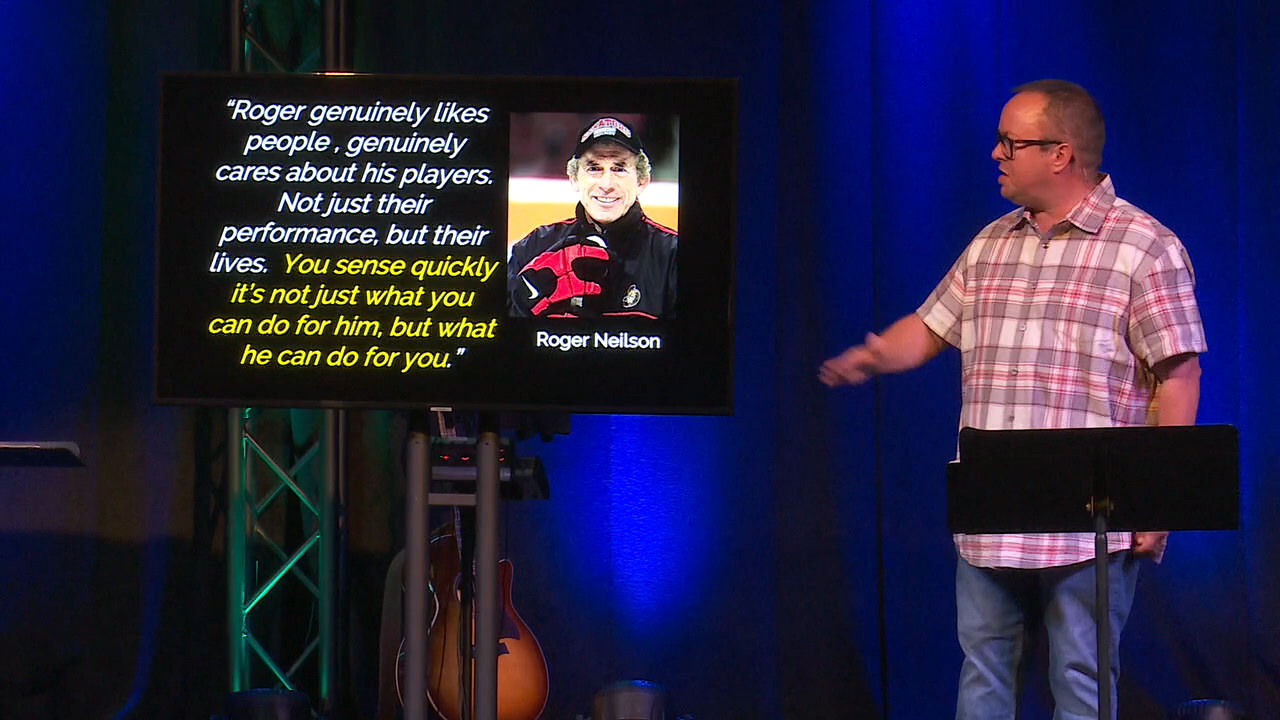 “Roger genuinely likes
people , genuinely
cares about his players.
Not just their
performance, but their
lives. You sense quickly
it’s not just what you
can do for him, but what
he can do for you.”
Roger Neilson